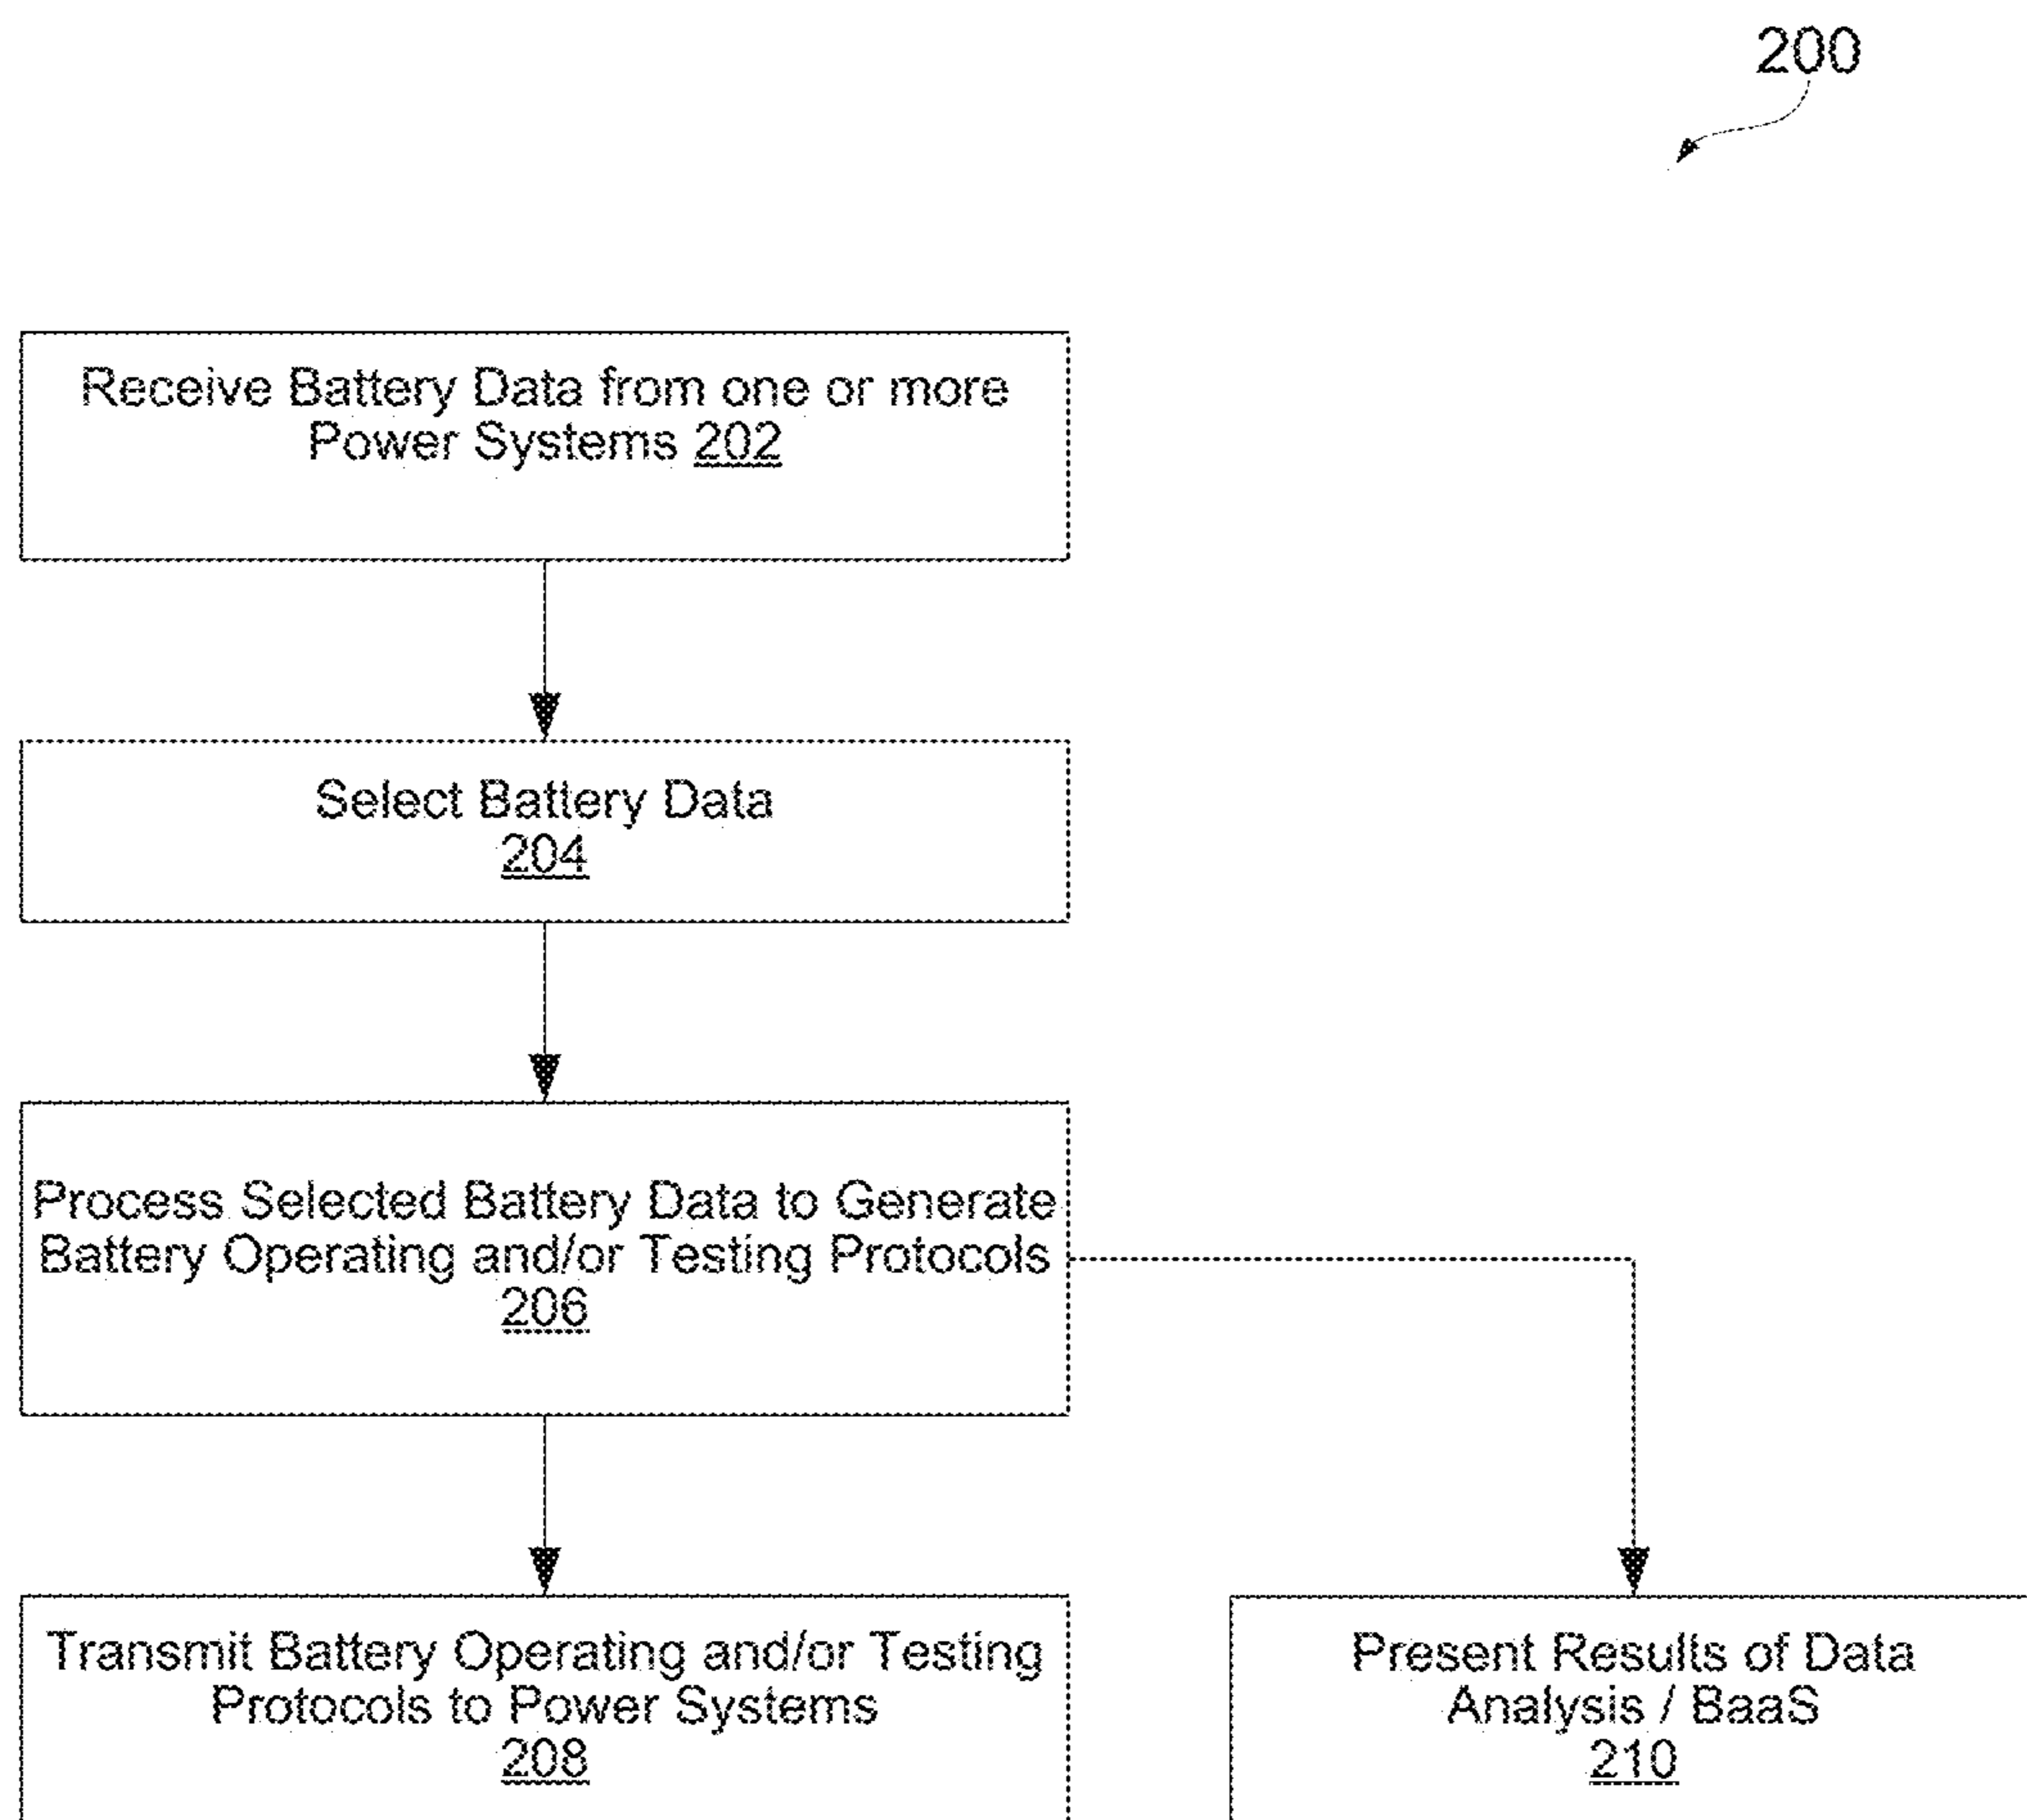 200
Receive Battery Data from one or more
Power Systems 202
Select Battery Data
204
Process Selected Battery Data to Generate
Battery Operating and/or Testing Protocols
206
Transmit Battery Operating and/or Testing
Protocols to Power Systems
208
Present Results of Data
Analysis / BaaS
210